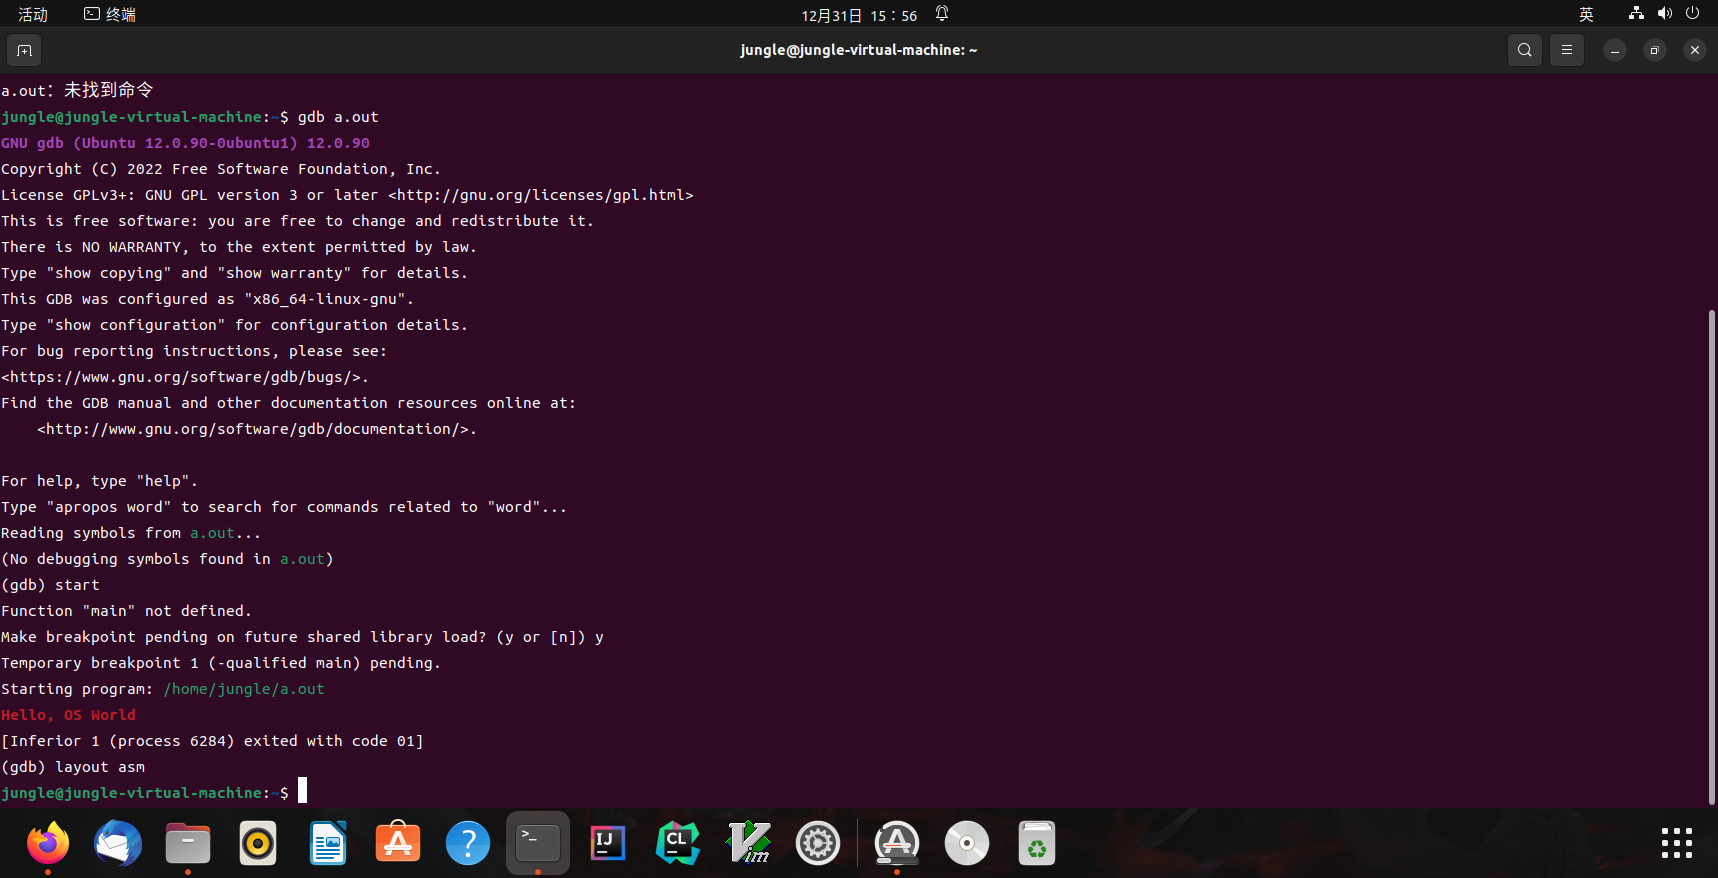 活动 终端 12月31日 15：56 英
jungle@jungle-virtual-machine: ~
a.out：未找到命令
jungle@jungle-virtual-machine:~$ gdb a.out
GNU gdb (Ubuntu 12.0.90-0ubuntu1) 12.0.90
Copyright (C) 2022 Free Software Foundation, Inc.
License GPLv3+: GNU GPL version 3 or later <http://gnu.org/licenses/gpl.html>
This is free software: you are free to change and redistribute it.
There is NO WARRANTY, to the extent permitted by law.
Type "show copying" and "show warranty" for details.
This GDB was configured as "x86_64-linux-gnu".
Type "show configuration" for configuration details.
For bug reporting instructions, please see:
<https://www.gnu.org/software/gdb/bugs/>.
Find the GDB manual and other documentation resources online at:
    <http://www.gnu.org/software/gdb/documentation/>.
For help, type "help".
Type "apropos word" to search for commands related to "word"...
Reading symbols from a.out...
(No debugging symbols found in a.out)
(gdb) start
Function "main" not defined.
Make breakpoint pending on future shared library load? (y or [n]) y
Temporary breakpoint 1 (-qualified main) pending.
Starting program: /home/jungle/a.out
Hello, OS World
[Inferior 1 (process 6284) exited with code 01]
(gdb) layout asm
jungle@jungle-virtual-machine:~$
>_ IJ CL Vim